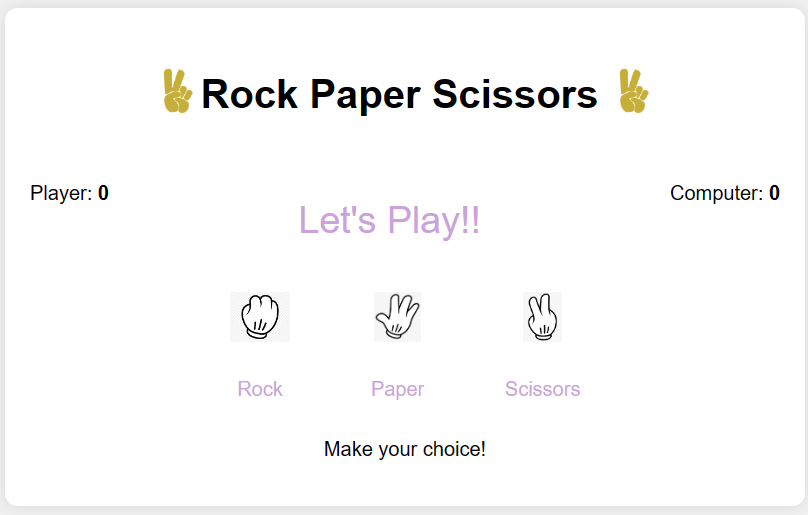 Rock Paper Scissors
Player: 0
Computer: 0
Let's Play!!
Rock Paper Scissors
Make your choice!